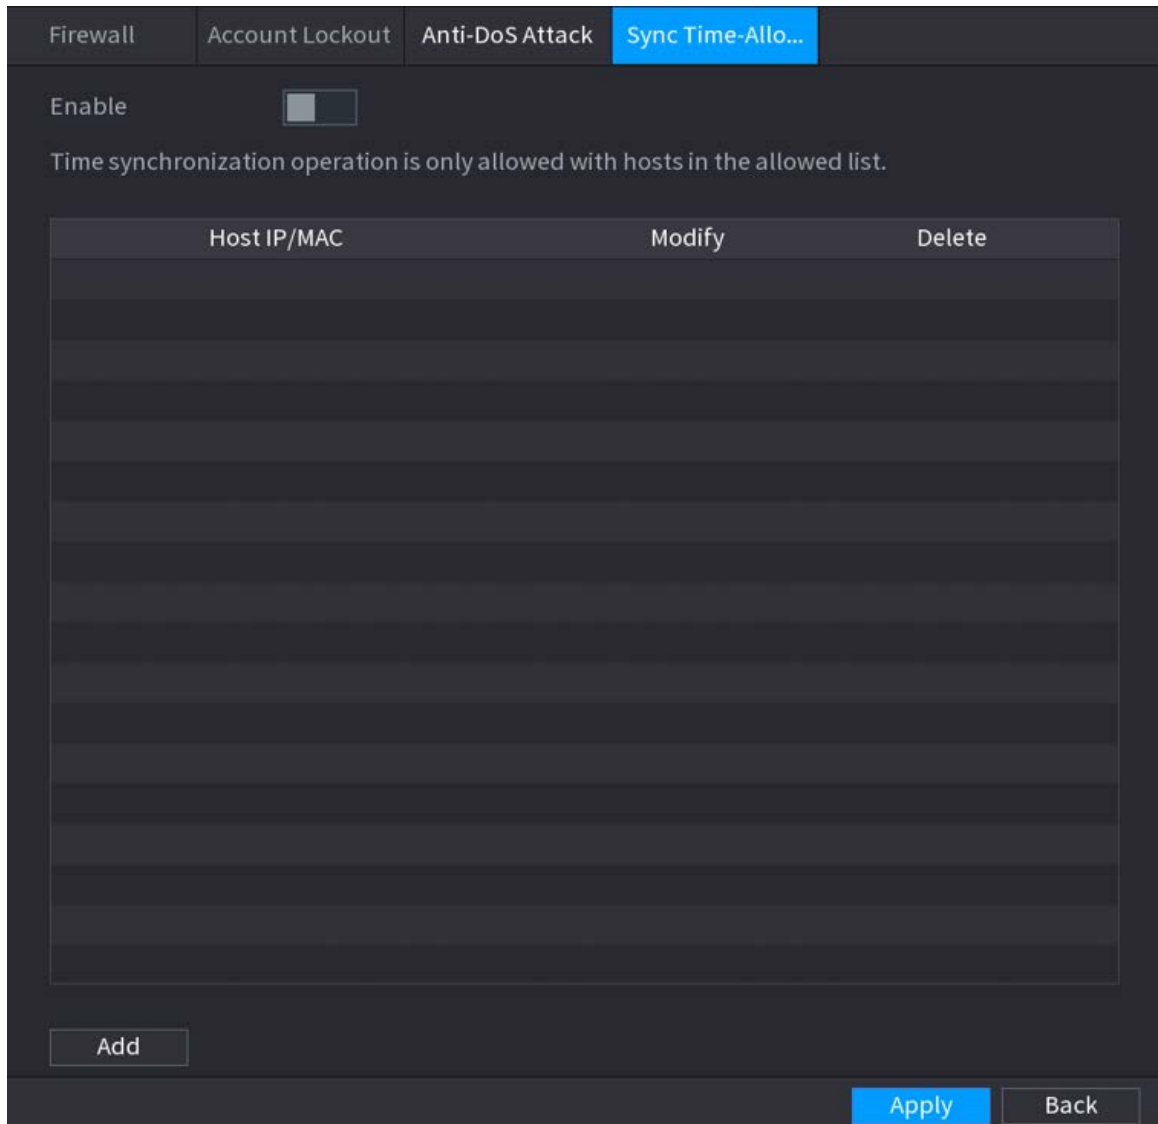 Firewall Account Lockout Anti-DoS Attack Sync Time-Allo...
Enable
Time synchronization operation is only allowed with hosts in the allowed list.
Host IP/MAC Modify Delete
Add
Apply Back